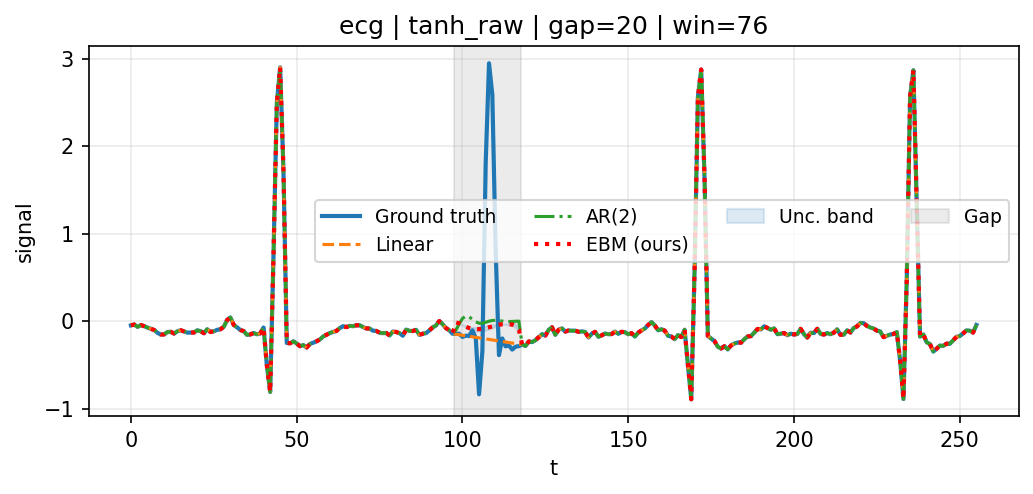 ecg | tanh_raw | gap=20 | win=76
3
2
1
0
−1
signal
Ground truth
Linear
AR(2)
EBM (ours)
Unc. band
Gap
0
50
100
150
200
250
t